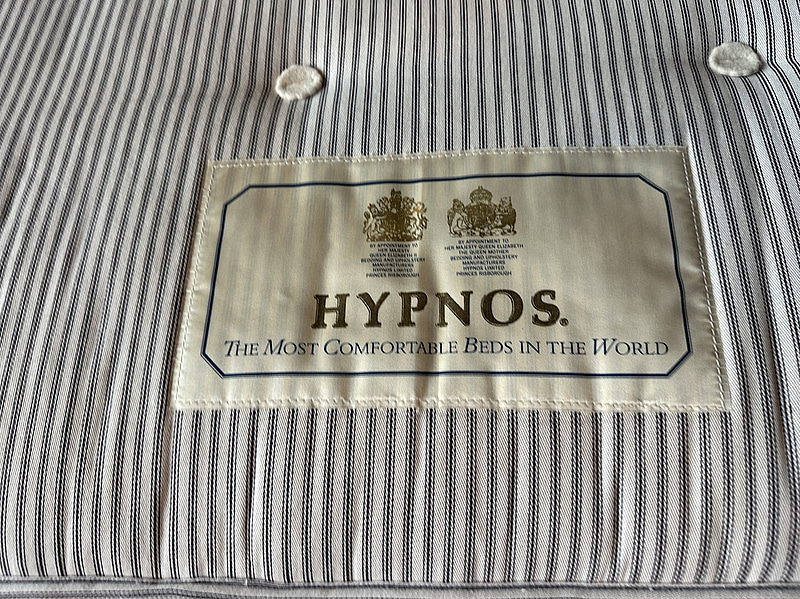 BY APPOINTMENT TO
HER MAJESTY
QUEEN ELIZABETH II
BEDDING AND UPHOLSTERY
MANUFACTURERS
HYPNOS LIMITED
PRINCES RISBOROUGH
BY APPOINTMENT TO
HER MAJESTY QUEEN ELIZABETH
THE QUEEN MOTHER
BEDDING AND UPHOLSTERY
MANUFACTURERS
HYPNOS LIMITED
PRINCES RISBOROUGH
HYPNOS.
THE MOST COMFORTABLE BEDS IN THE WORLD